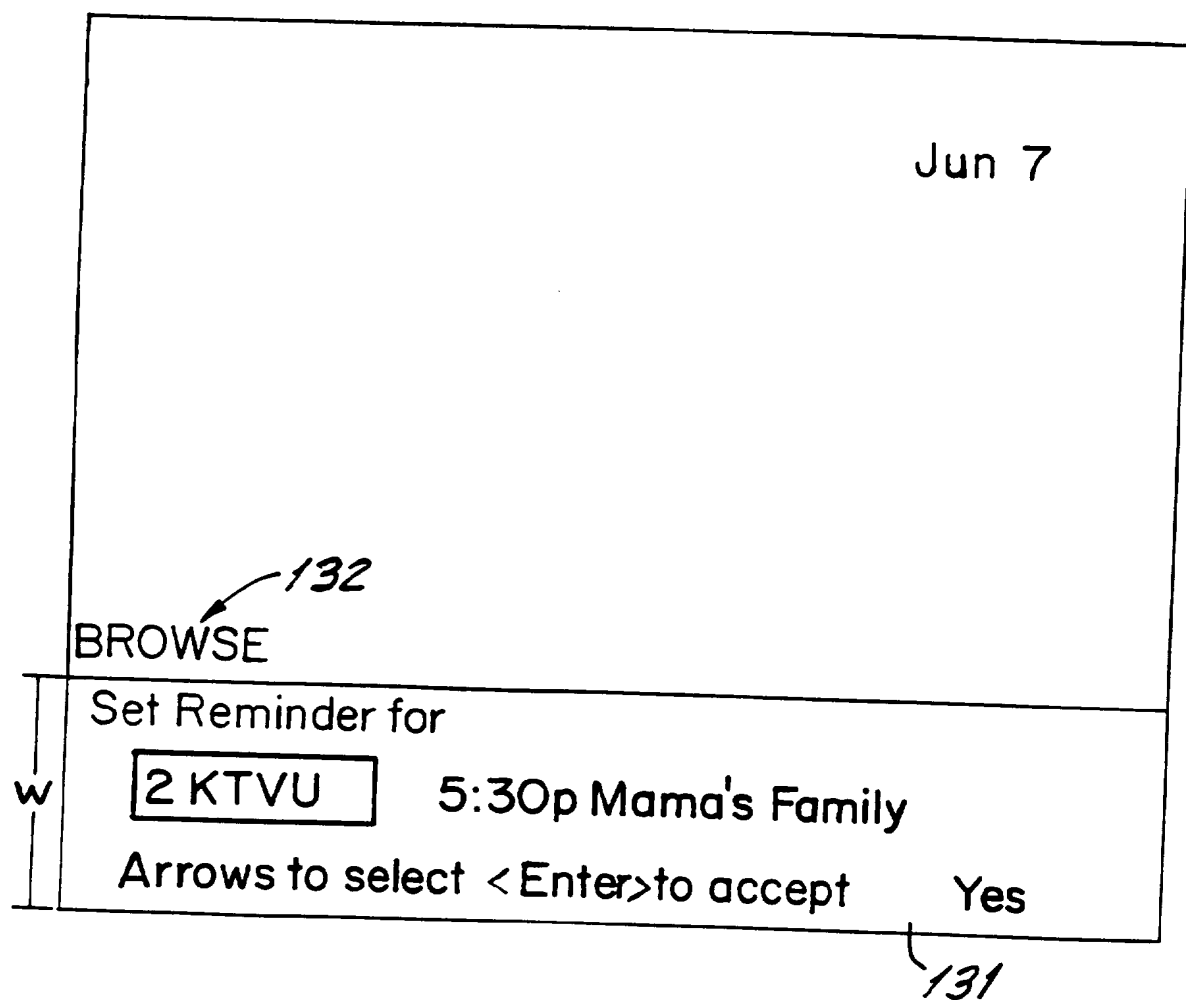 Jun 7
132
BROWSE
Set Reminder for
W
2 KTVU 5:30p Mama's Family
Arrows to select <Enter>to accept Yes
131